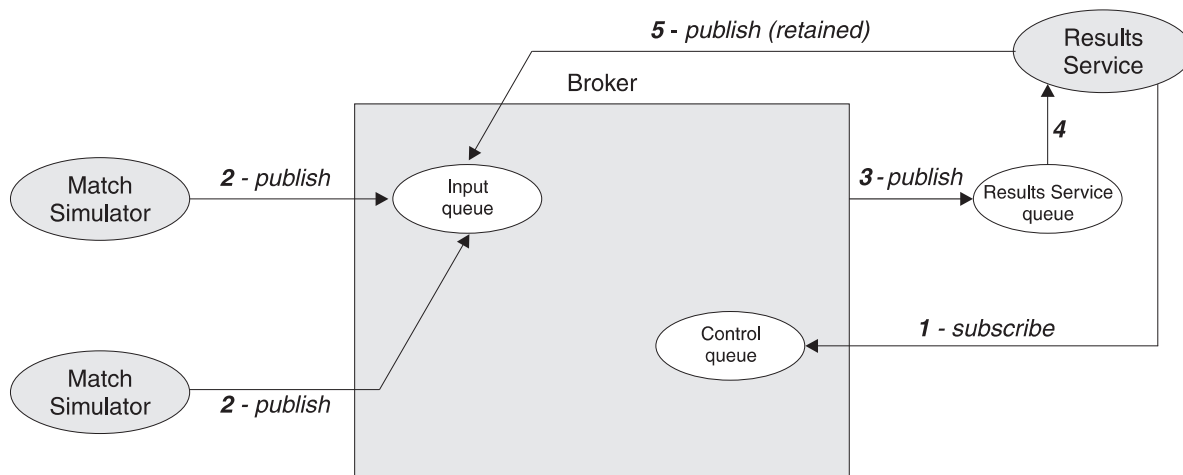 5 - publish (retained)
Results
Service
Broker
4
Match
Simulator
2 - publish
Input
queue
3 - publish
Results Service
queue
Control
queue
1 - subscribe
Match
Simulator
2 - publish